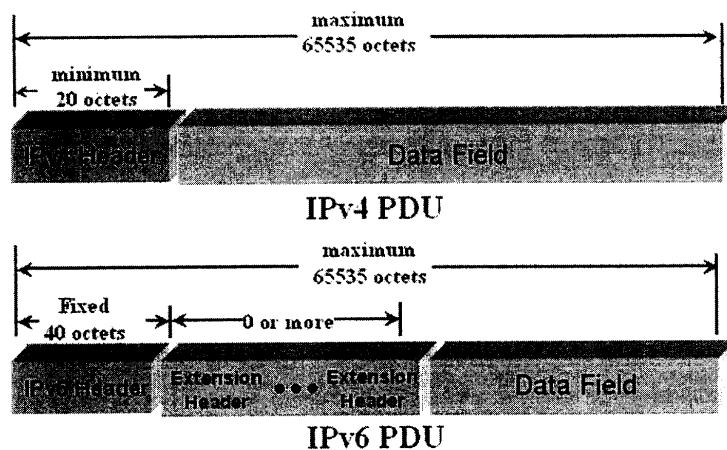 maximum
65535 octets
minimum
20 octets
IPv4 Header
Data Field
IPv4 PDU
maximum
65535 octets
Fixed
40 octets
0 or more
IPv6 Header
Extension Header
Extension Header
Data Field
IPv6 PDU